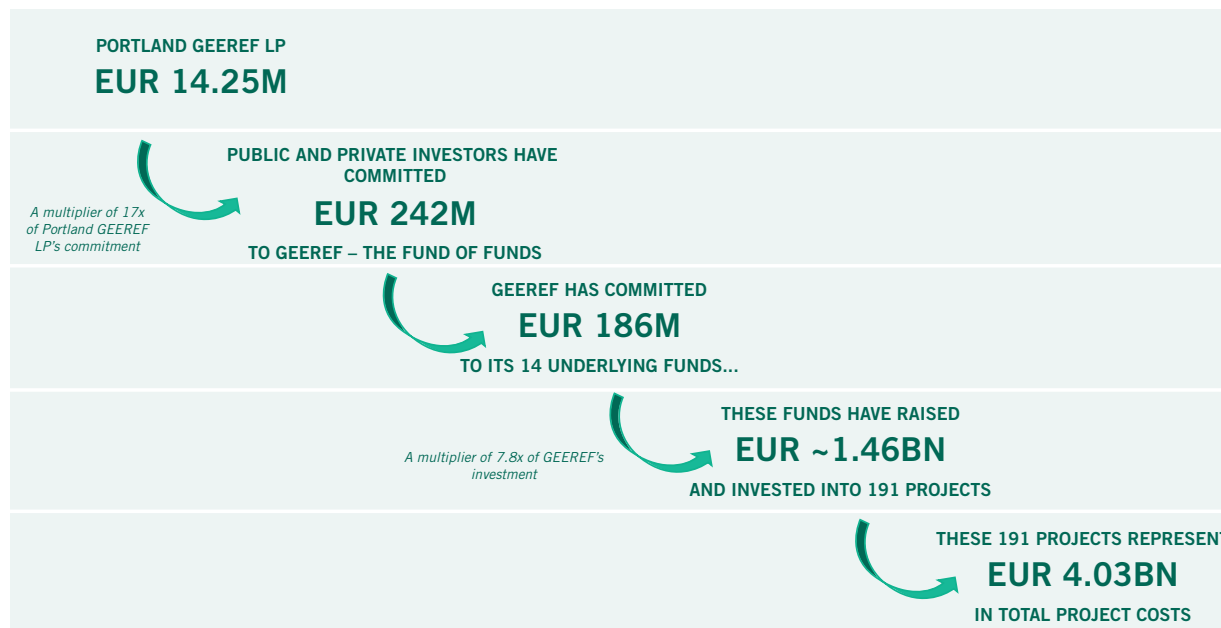 PORTLAND GEEREF LP
EUR 14.25M
PUBLIC AND PRIVATE INVESTORS HAVE
COMMITTED
EUR 242M
TO GEEREF – THE FUND OF FUNDS
A multiplier of 17x
of Portland GEEREF
LP's commitment
GEEREF HAS COMMITTED
EUR 186M
TO ITS 14 UNDERLYING FUNDS...
THESE FUNDS HAVE RAISED
EUR ~1.46BN
AND INVESTED INTO 191 PROJECTS
A multiplier of 7.8x of GEEREF's
investment
THESE 191 PROJECTS REPRESENT
EUR 4.03BN
IN TOTAL PROJECT COSTS